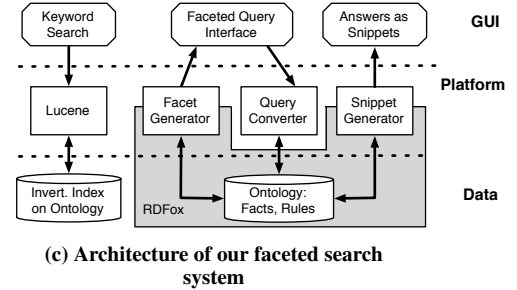 Keyword
Search
Faceted Query
Interface
Answers as
Snippets
GUI
Platform
Lucene
Facet
Generator
Query
Converter
Snippet
Generator
Invert. Index
on Ontology
RDFox
Ontology:
Facts, Rules
Data
(c) Architecture of our faceted search
system